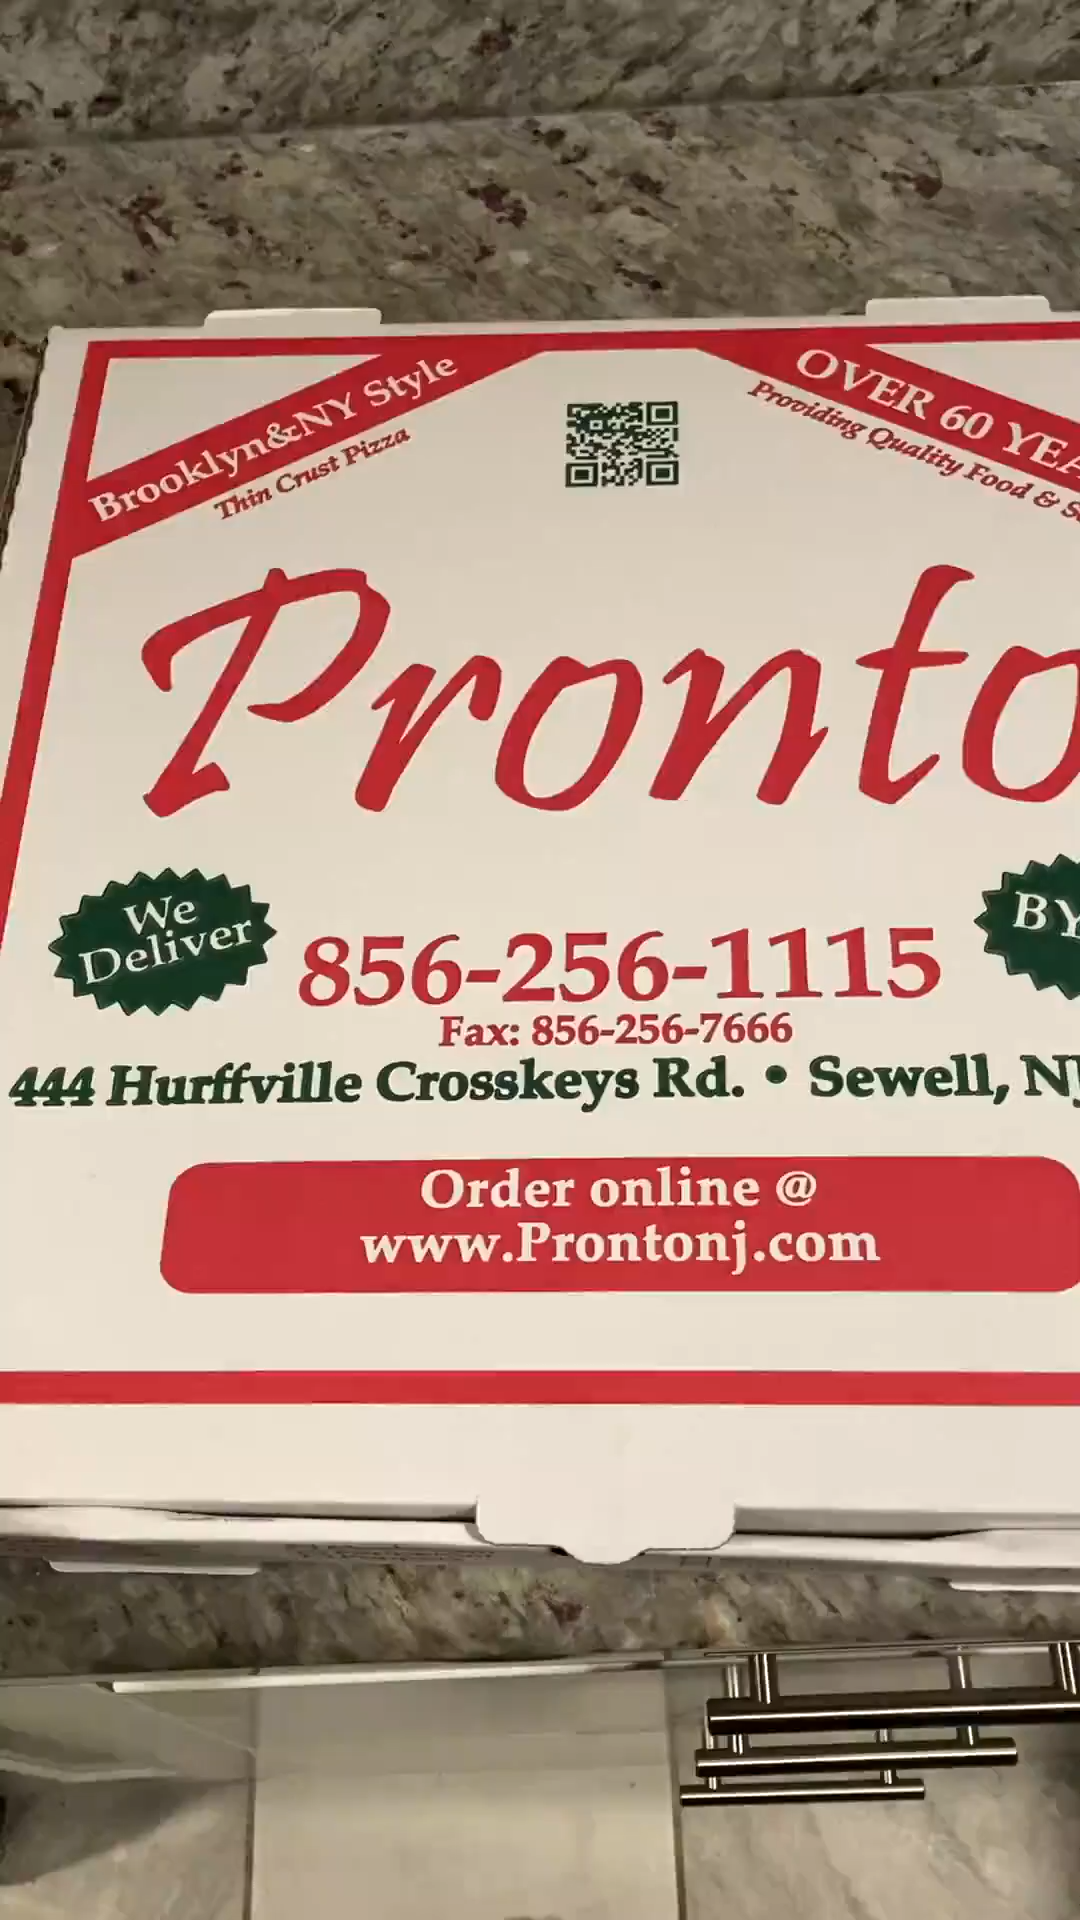 Brooklyn&NY Style
Thin Crust Pizza
OVER 60 YEA
Providing Quality Food & S
Pronto
We
Deliver
BY
856-256-1115
Fax: 856-256-7666
444 Hurffville Crosskeys Rd. • Sewell, NJ
Order online @
www.Prontonj.com